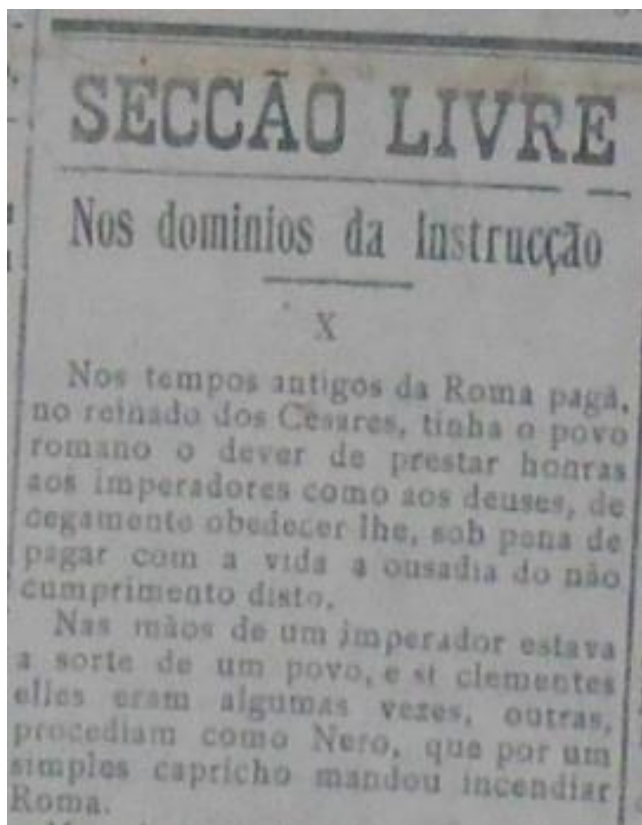 SECCÃO LIVRE
Nos dominios da Instrucção
X
Nos tempos antigos da Roma pagã,
no reinado dos Césares, tinha o povo
romano o dever de prestar honras
aos imperadores como aos deuses, de
cegamente obedecer lhe, sob pena de
pagar com a vida a ousadia do não
cumprimento disto.
Nas mãos de um imperador estava
a sorte de um povo, e si clementes
elles eram algumas vezes, outras,
procediam como Nero, que por um
simples capricho mandou incendiar
Roma.